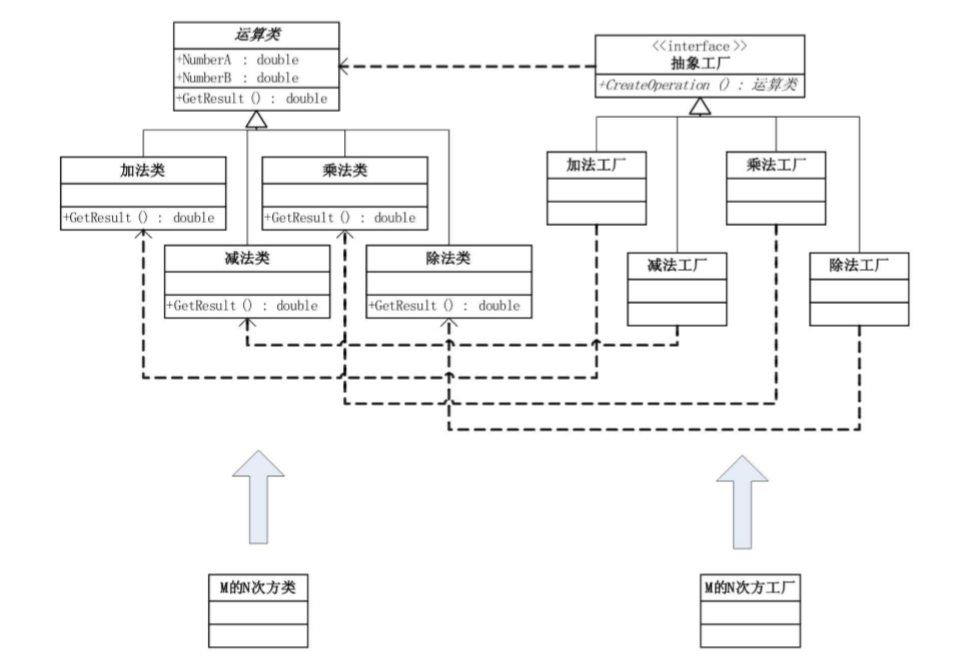 运算类
+NumberA : double
+NumberB : double
+GetResult () : double
<<interface>>
抽象工厂
+CreateOperation () : 运算类
加法类
+GetResult () : double
乘法类
+GetResult () : double
减法类
+GetResult () : double
除法类
+GetResult () : double
加法工厂
乘法工厂
减法工厂
除法工厂
M的N次方类
M的N次方工厂